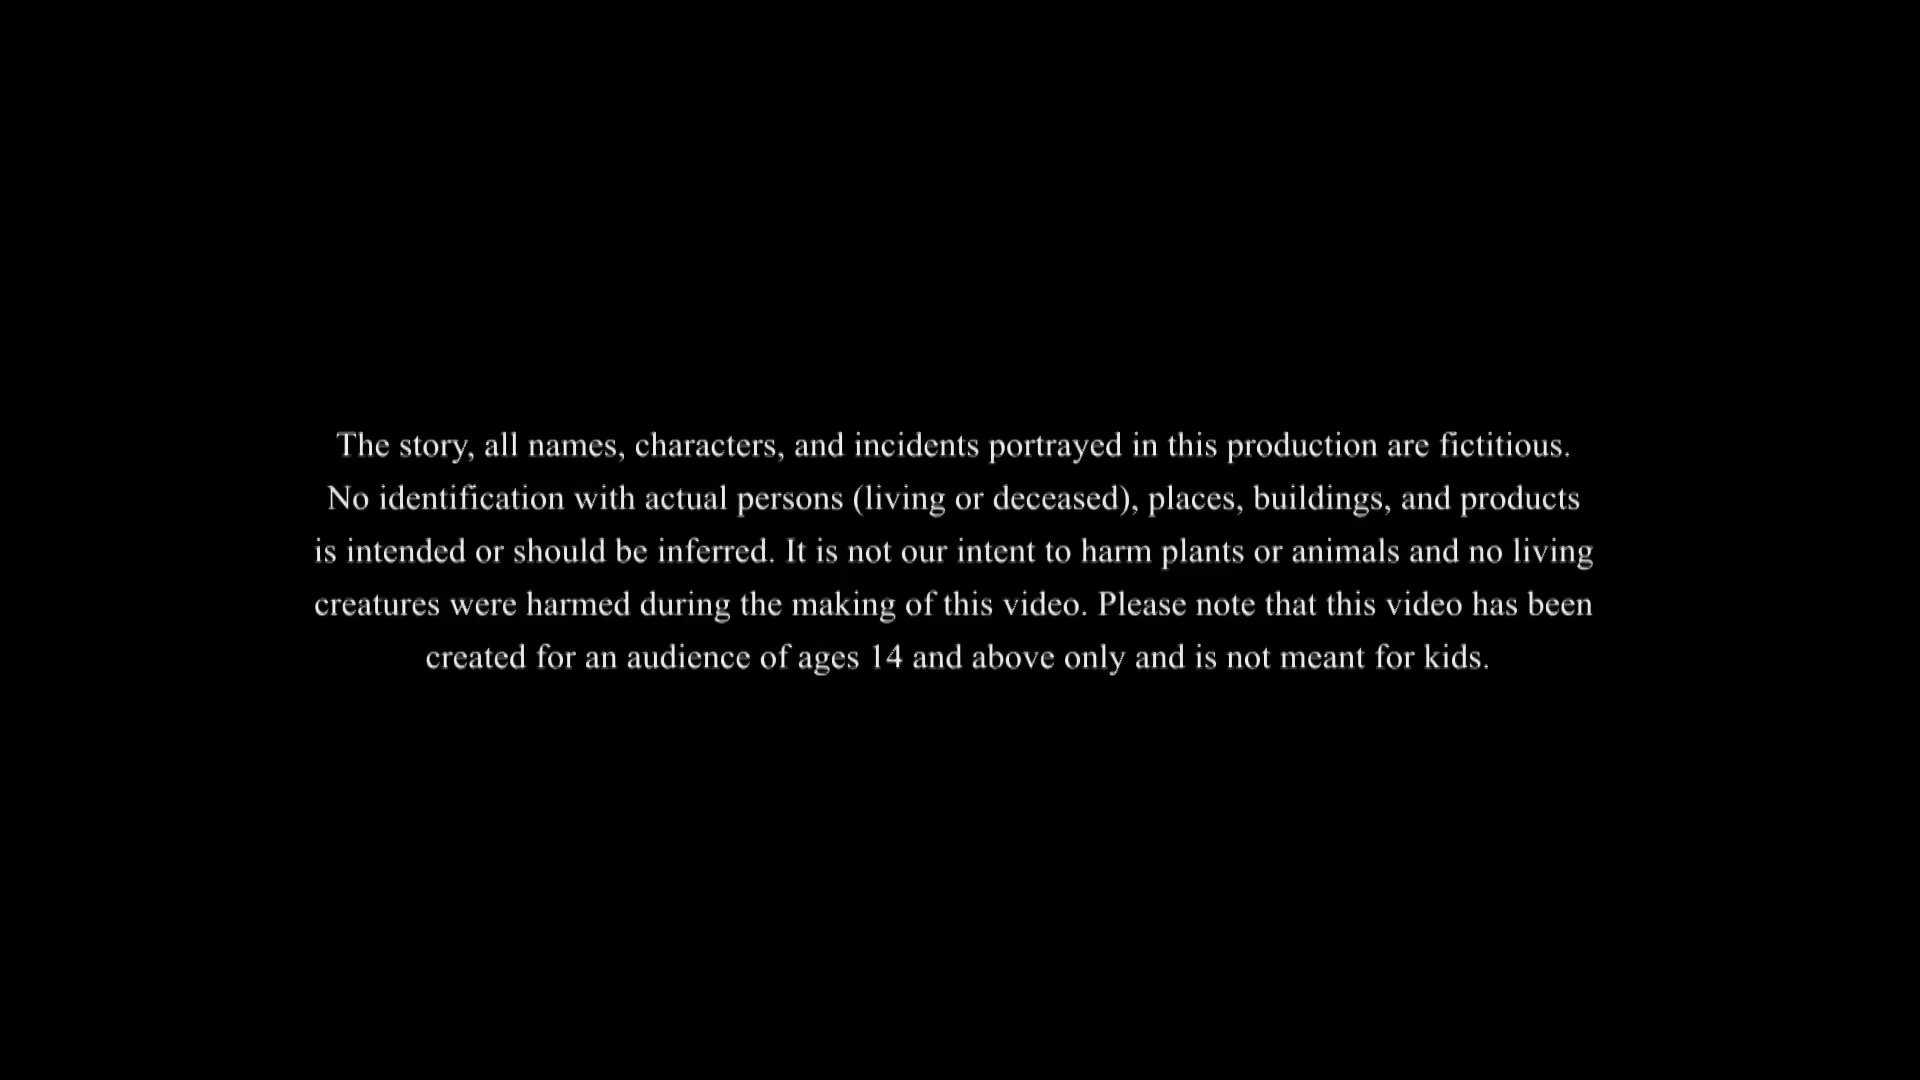 The story, all names, characters, and incidents portrayed in this production are fictitious.
No identification with actual persons (living or deceased), places, buildings, and products
is intended or should be inferred. It is not our intent to harm plants or animals and no living
creatures were harmed during the making of this video. Please note that this video has been
created for an audience of ages 14 and above only and is not meant for kids.